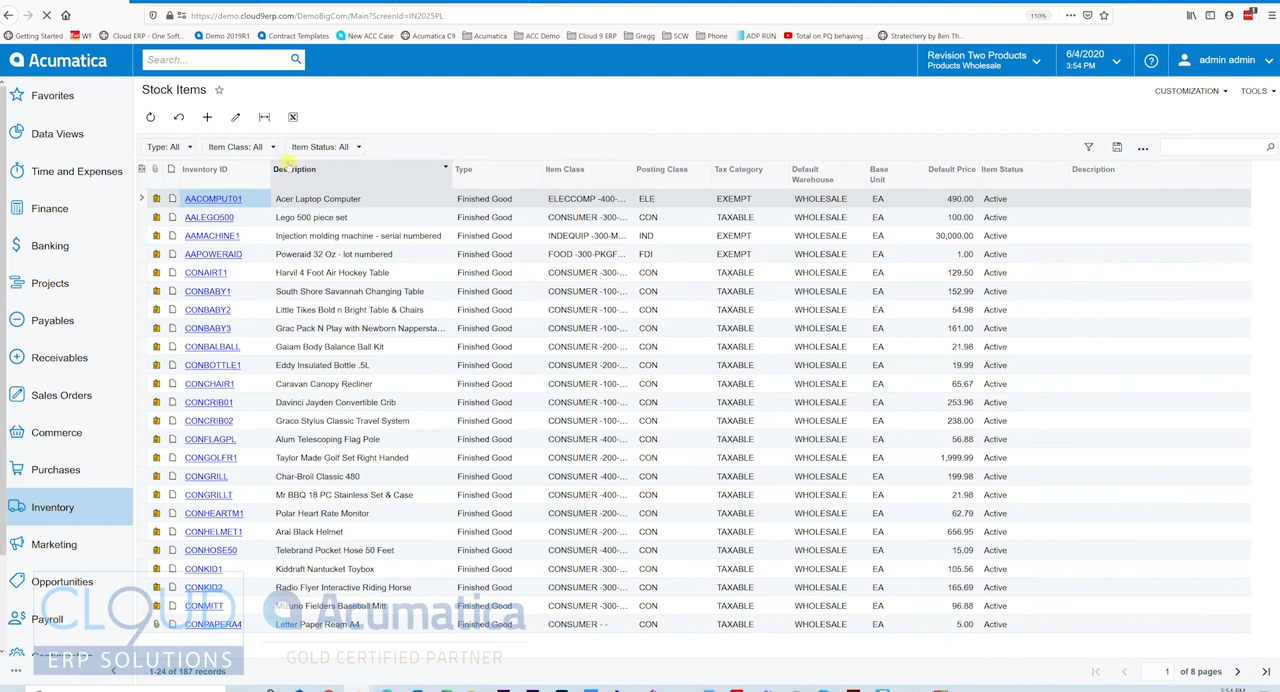 https://demo.cloud9erp.com/DemoBigCom/Main?ScreenId=IN2025PL 110%
Getting Started WF Cloud ERP - One Soft... Demo 2019R1 Contract Templates New ACC Case Acumatica C9 Acumatica ACC Demo Cloud 9 ERP Gregg SCW Phone ADP RUN Total on PQ behaving ... Stratechery by Ben Th...
Acumatica Search... Revision Two Products Products Wholesale 6/4/2020 3:54 PM admin admin
Stock Items CUSTOMIZATION TOOLS
Favorites
Data Views
Time and Expenses
Finance
Banking
Projects
Payables
Receivables
Sales Orders
Commerce
Purchases
Inventory
Marketing
Opportunities
Payroll
Type: All Item Class: All Item Status: All
Inventory ID Description Type Item Class Posting Class Tax Category Default Warehouse Base Unit Default Price Item Status Description
AACOMPUT01 Acer Laptop Computer Finished Good ELECCOMP -400-... ELE EXEMPT WHOLESALE EA 490.00 Active
AALEGO500 Lego 500 piece set Finished Good CONSUMER -300-... CON TAXABLE WHOLESALE EA 100.00 Active
AAMACHINE1 Injection molding machine - serial numbered Finished Good INDEQUIP -300-M... IND EXEMPT WHOLESALE EA 30,000.00 Active
AAPOWERAID Poweraid 32 Oz - lot numbered Finished Good FOOD -300-PKGF... FDI EXEMPT WHOLESALE EA 1.00 Active
CONAIRT1 Harvil 4 Foot Air Hockey Table Finished Good CONSUMER -300-... CON TAXABLE WHOLESALE EA 129.50 Active
CONBABY1 South Shore Savannah Changing Table Finished Good CONSUMER -100-... CON TAXABLE WHOLESALE EA 152.99 Active
CONBABY2 Little Tikes Bold n Bright Table & Chairs Finished Good CONSUMER -100-... CON TAXABLE WHOLESALE EA 54.98 Active
CONBABY3 Grac Pack N Play with Newborn Nappersta... Finished Good CONSUMER -100-... CON TAXABLE WHOLESALE EA 161.00 Active
CONBALBALL Gaiam Body Balance Ball Kit Finished Good CONSUMER -200-... CON TAXABLE WHOLESALE EA 21.98 Active
CONBOTTLE1 Eddy Insulated Bottle .5L Finished Good CONSUMER -200-... CON TAXABLE WHOLESALE EA 19.99 Active
CONCHAIR1 Caravan Canopy Recliner Finished Good CONSUMER -200-... CON TAXABLE WHOLESALE EA 65.67 Active
CONCRIB01 Davinci Jayden Convertible Crib Finished Good CONSUMER -100-... CON TAXABLE WHOLESALE EA 253.96 Active
CONCRIB02 Graco Stylus Classic Travel System Finished Good CONSUMER -100-... CON TAXABLE WHOLESALE EA 238.00 Active
CONFLAGPL Alum Telescoping Flag Pole Finished Good CONSUMER -400-... CON TAXABLE WHOLESALE EA 56.88 Active
CONGOLFR1 Taylor Made Golf Set Right Handed Finished Good CONSUMER -200-... CON TAXABLE WHOLESALE EA 1,999.99 Active
CONGRILL Char-Broil Classic 480 Finished Good CONSUMER -400-... CON TAXABLE WHOLESALE EA 199.98 Active
CONGRILLT Mr BBQ 18 PC Stainless Set & Case Finished Good CONSUMER -400-... CON TAXABLE WHOLESALE EA 21.98 Active
CONHEARTM1 Polar Heart Rate Monitor Finished Good CONSUMER -200-... CON TAXABLE WHOLESALE EA 62.79 Active
CONHELMET1 Arai Black Helmet Finished Good CONSUMER -200-... CON TAXABLE WHOLESALE EA 656.95 Active
CONHOSE50 Telebrand Pocket Hose 50 Feet Finished Good CONSUMER -400-... CON TAXABLE WHOLESALE EA 15.09 Active
CONKID1 Kiddraft Nantucket Toybox Finished Good CONSUMER -300-... CON TAXABLE WHOLESALE EA 105.56 Active
CONKID2 Radio Flyer Interactive Riding Horse Finished Good CONSUMER -300-... CON TAXABLE WHOLESALE EA 165.69 Active
CONMITT Mizuno Fielders Baseball Mitt Finished Good CONSUMER -300-... CON TAXABLE WHOLESALE EA 96.88 Active
CONPAPERA4 Letter Paper Ream A4 Finished Good CONSUMER - - CON TAXABLE WHOLESALE EA 5.00 Active
CLOUD 9
ERP SOLUTIONS
Acumatica
GOLD CERTIFIED PARTNER
1-24 of 187 records 1 of 8 pages